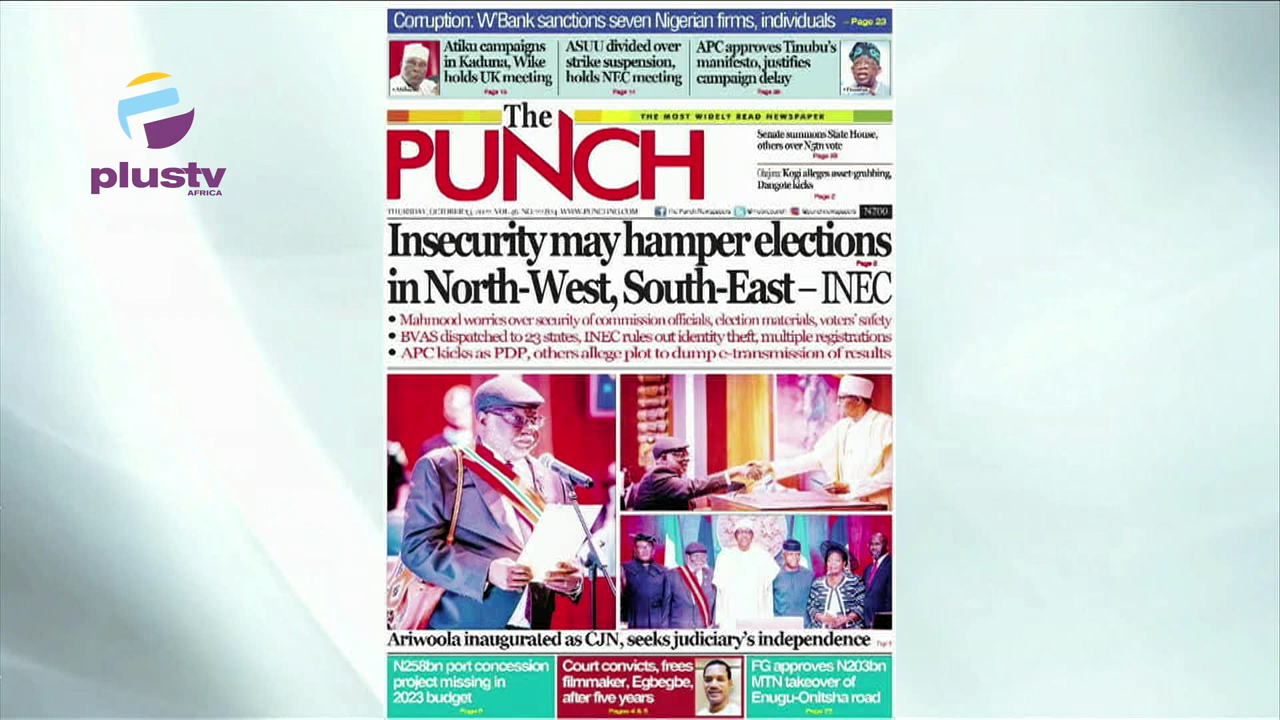 plustv
AFRICA
Corruption: W'Bank sanctions seven Nigerian firms, individuals – Page 23
Atiku campaigns
in Kaduna, Wike
holds UK meeting
ASUU divided over
strike suspension,
holds NEC meeting
APC approves Tinubu's
manifesto, justifies
campaign delay
The
PUNCH
THE MOST WIDELY READ NEWSPAPER
Senate summons State House,
others over N5tn vote
Kogi alleges asset-grabbing,
Dangote kicks
Page 2
N200
Insecurity may hamper elections
in North-West, South-East – INEC
• Mahmood worries over security of commission officials, election materials, voters' safety
• BVAS dispatched to 23 states, INEC rules out identity theft, multiple registrations
• APC kicks as PDP, others allege plot to dump e-transmission of results
Ariwoola inaugurated as CJN, seeks judiciary's independence
N258bn port concession
project missing in
2023 budget
Court convicts, frees
filmmaker, Egbegbe,
after five years
Pages 4 & 5
FG approves N203bn
MTN takeover of
Enugu-Onitsha road